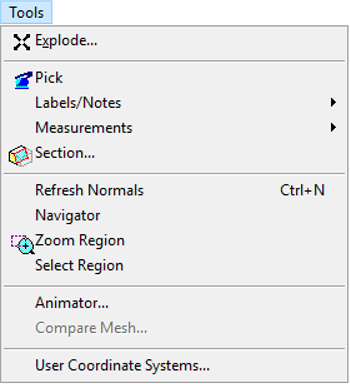 Tools
Explode...
Pick
Labels/Notes
Measurements
Section...
Refresh Normals Ctrl+N
Navigator
Zoom Region
Select Region
Animator...
Compare Mesh...
User Coordinate Systems...